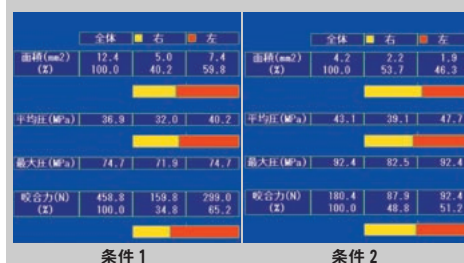 全体 右 左
面積(mm2) 12.4 5.0 7.4
(%) 100.0 40.2 59.8
平均圧(MPa) 36.9 32.0 40.2
最大圧(MPa) 74.7 71.9 74.7
咬合力(N) 458.8 159.8 299.0
(%) 100.0 34.8 65.2
条件1
全体 右 左
面積(mm2) 4.2 2.2 1.9
(%) 100.0 53.7 46.3
平均圧(MPa) 43.1 39.1 47.7
最大圧(MPa) 92.4 82.5 92.4
咬合力(N) 180.4 87.9 92.4
(%) 100.0 48.8 51.2
条件2